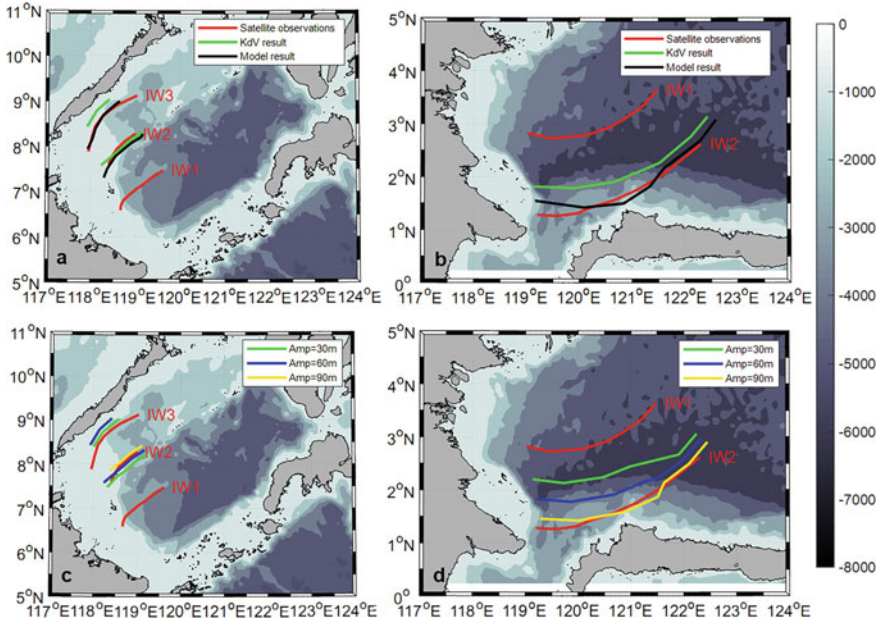 11°N
10°N
9°N
8°N
7°N
6°N
5°N
Satellite observations
KdV result
Model result
IW3
IW2
IW1
a
117°E 118°E 119°E 120°E 121°E 122°E 123°E 124°E
5°N
4°N
3°N
2°N
1°N
0°
Satellite observations
KdV result
Model result
IW1
IW2
b
117°E 118°E 119°E 120°E 121°E 122°E 123°E 124°E
0
-1000
-2000
-3000
-4000
-5000
-6000
-7000
-8000
11°N
10°N
9°N
8°N
7°N
6°N
5°N
Amp=30m
Amp=60m
Amp=90m
IW3
IW2
IW1
c
117°E 118°E 119°E 120°E 121°E 122°E 123°E 124°E
5°N
4°N
3°N
2°N
1°N
0°
Amp=30m
Amp=60m
Amp=90m
IW1
IW2
d
117°E 118°E 119°E 120°E 121°E 122°E 123°E 124°E